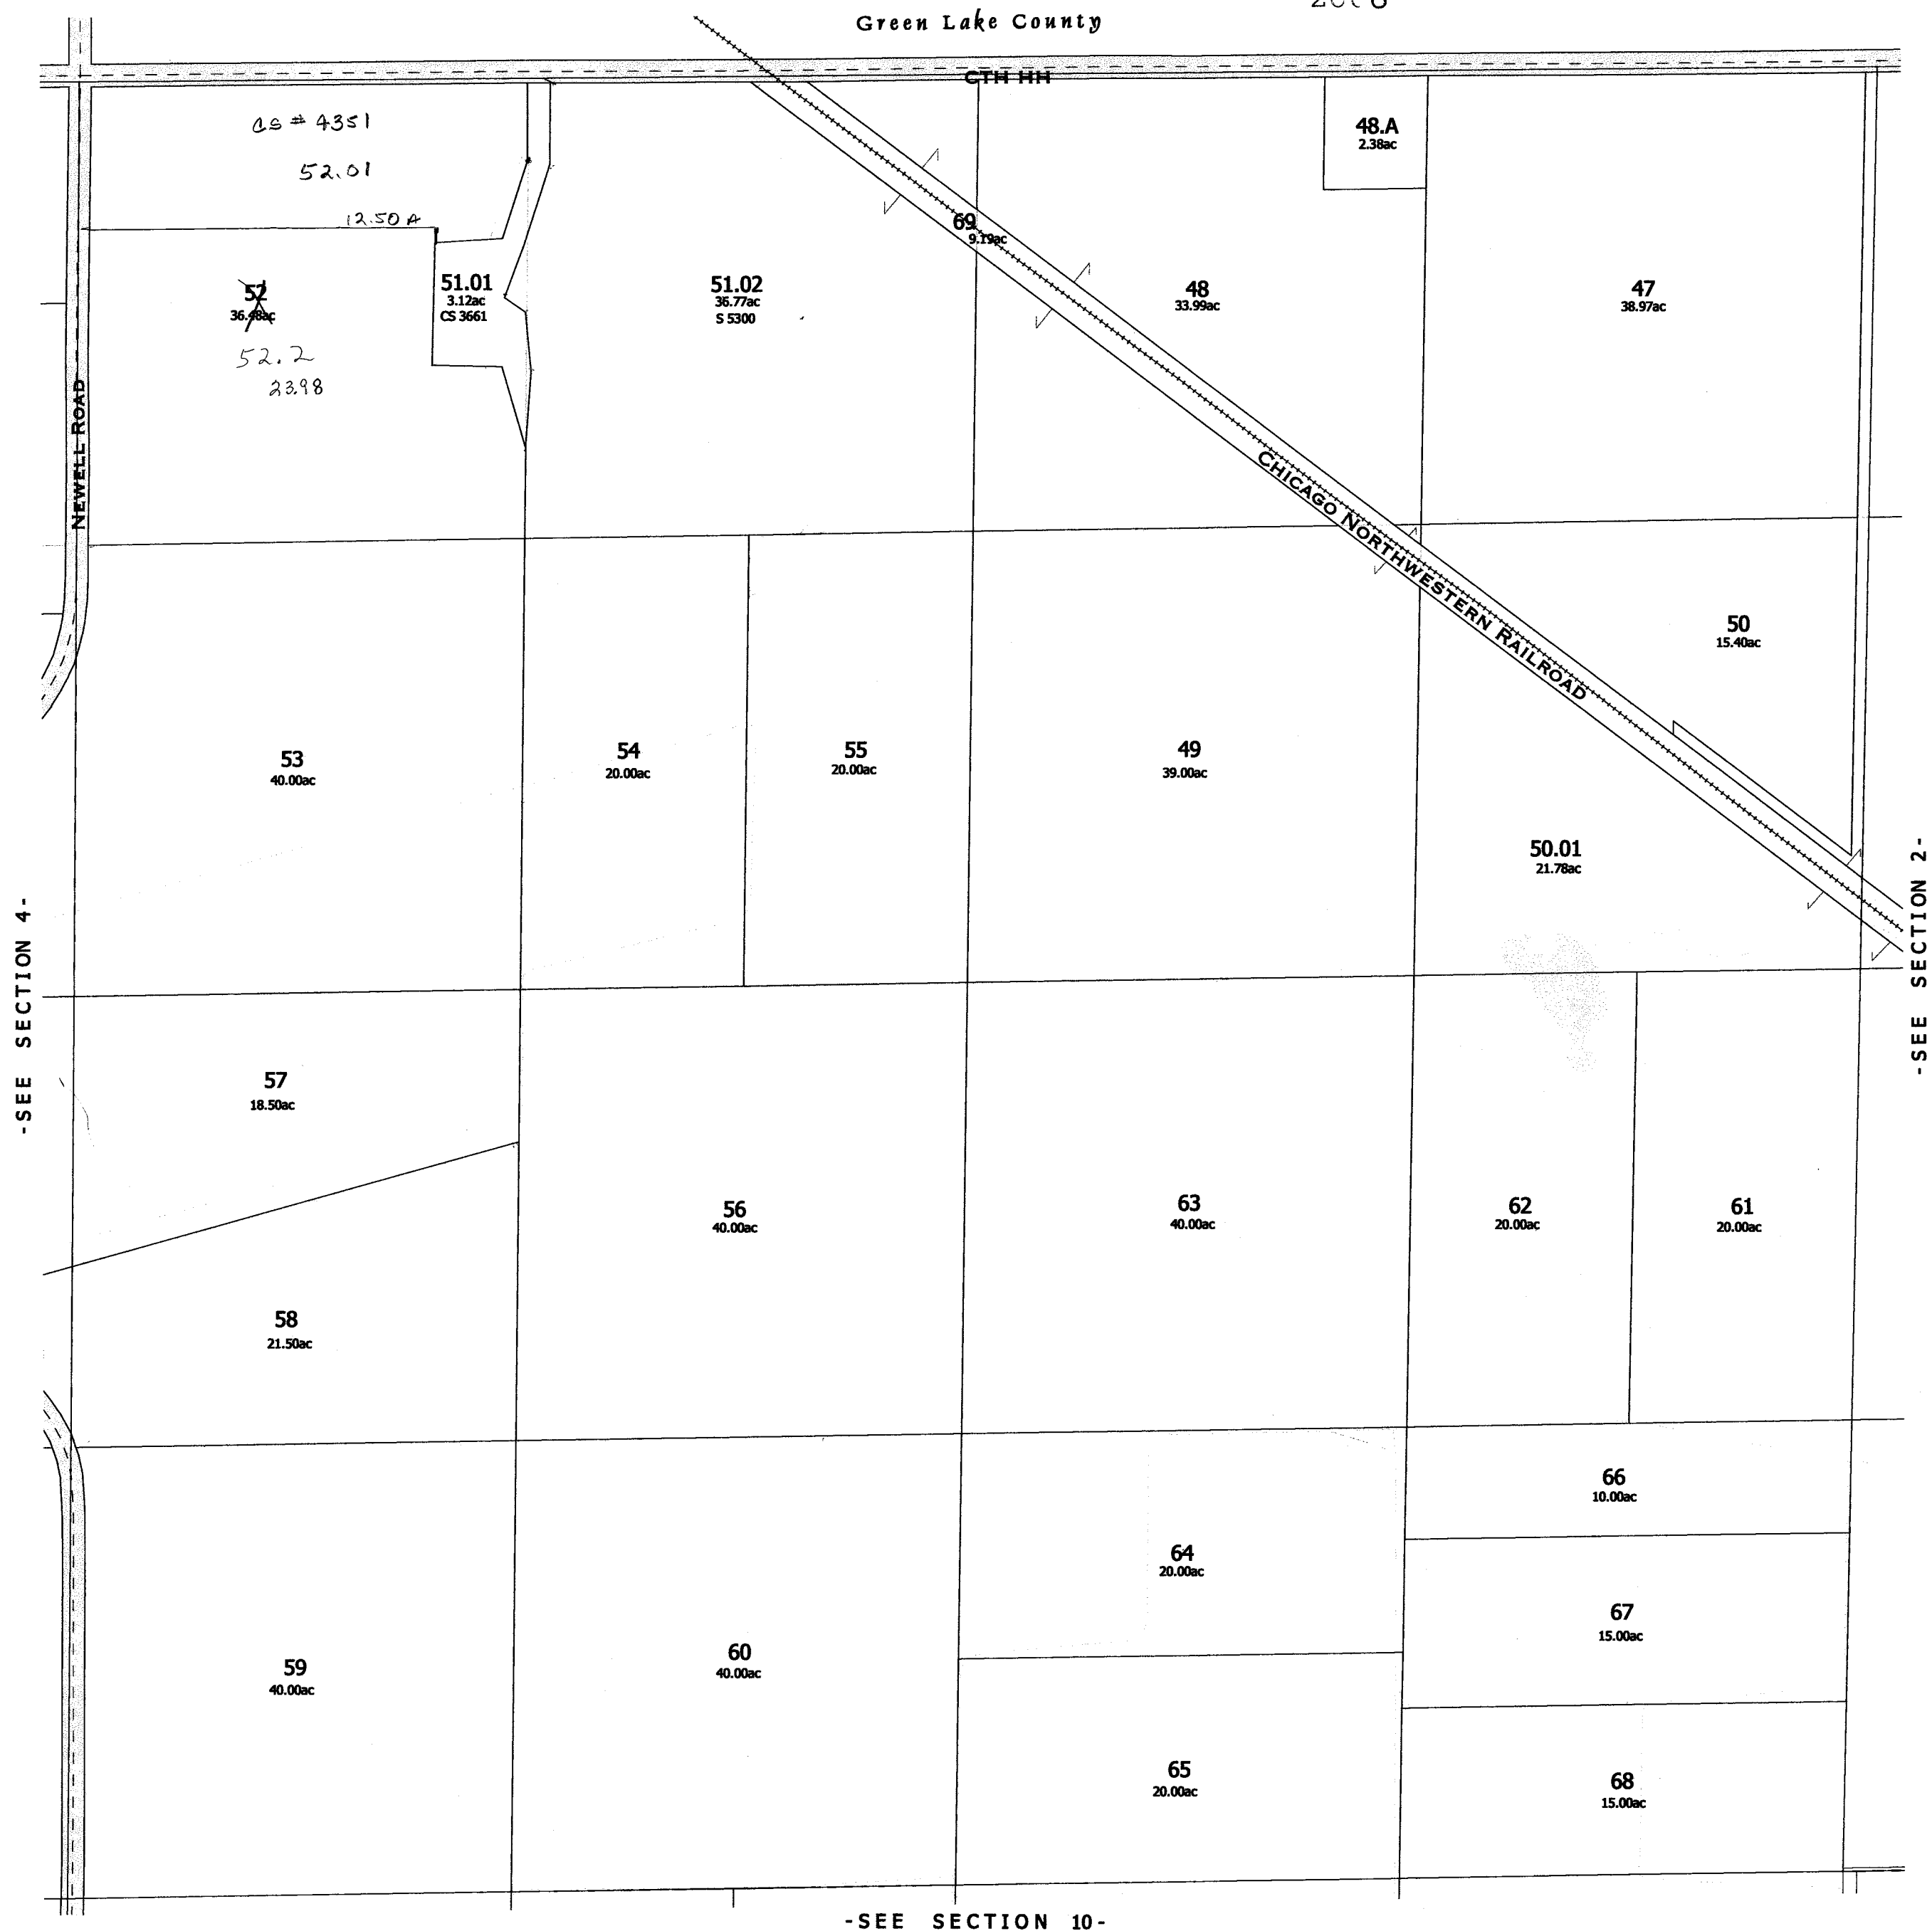 Green Lake County
CTH HH
CS # 4351
52.01
12.50 A
48.A
2.38ac
69
9.19ac
52
36.48ac
52.2
23.98
51.01
3.12ac
CS 3661
51.02
36.77ac
S 5300
48
33.99ac
47
38.97ac
NEWELL ROAD
CHICAGO NORTHWESTERN RAILROAD
50
15.40ac
53
40.00ac
54
20.00ac
55
20.00ac
49
39.00ac
50.01
21.78ac
-SEE SECTION 4-
-SEE SECTION 2-
57
18.50ac
56
40.00ac
63
40.00ac
62
20.00ac
61
20.00ac
58
21.50ac
66
10.00ac
64
20.00ac
67
15.00ac
59
40.00ac
60
40.00ac
65
20.00ac
68
15.00ac
-SEE SECTION 10-